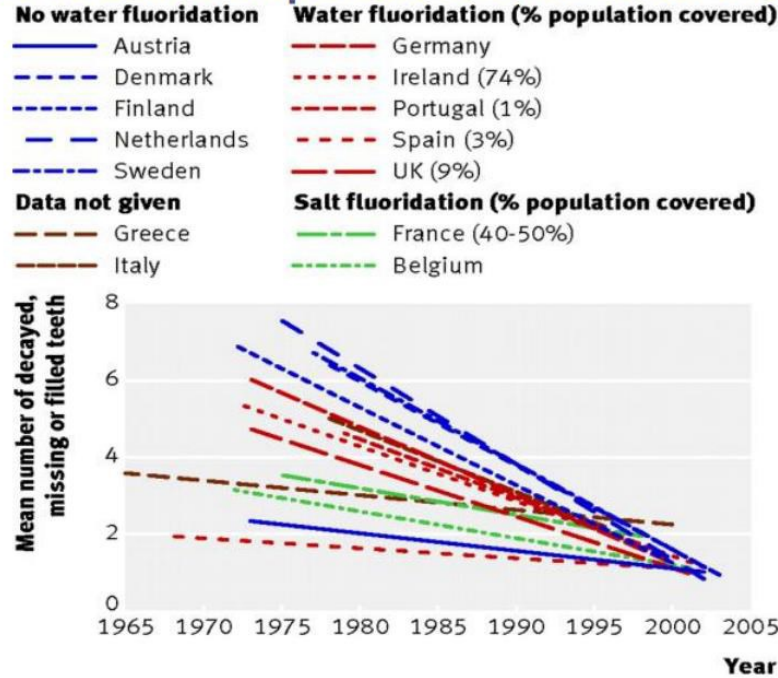 No water fluoridation
Austria
Denmark
Finland
Netherlands
Sweden
Water fluoridation (% population covered)
Germany
Ireland (74%)
Portugal (1%)
Spain (3%)
UK (9%)
Data not given
Greece
Italy
Salt fluoridation (% population covered)
France (40-50%)
Belgium
Mean number of decayed,
missing or filled teeth
8
6
4
2
0
1965 1970 1975 1980 1985 1990 1995 2000 2005
Year